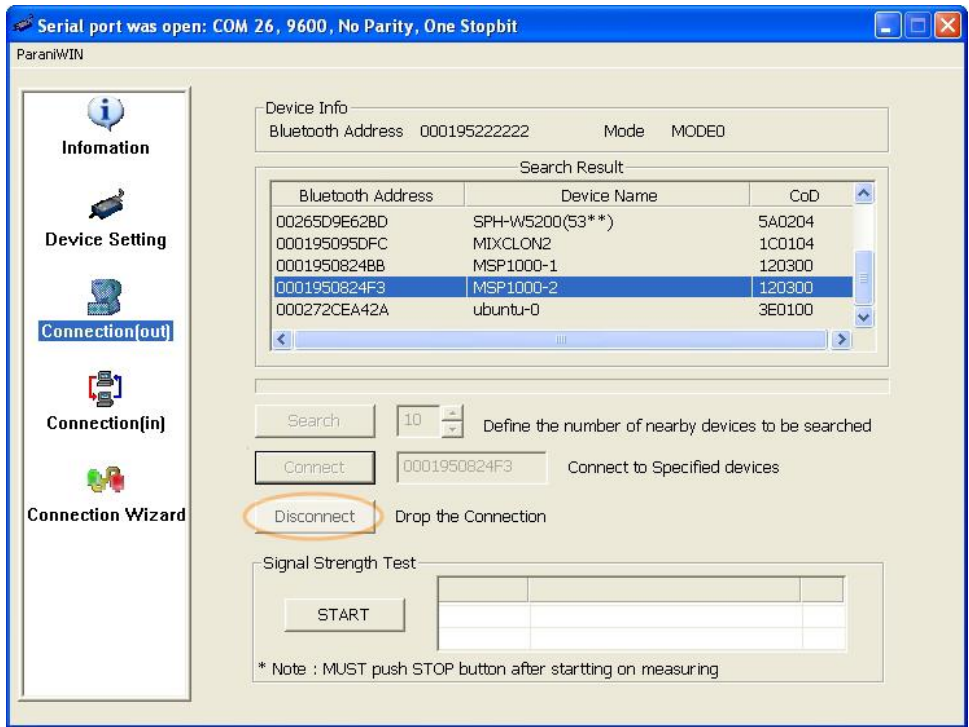 Serial port was open: COM 26, 9600, No Parity, One Stopbit
ParaniWIN
Infomation
Device Setting
Connection(out)
Connection(in)
Connection Wizard
Device Info
Bluetooth Address 000195222222 Mode MODE0
Search Result
Bluetooth Address Device Name CoD
00265D9E62BD SPH-W5200(53**) 5A0204
000195095DFC MIXCLON2 1C0104
0001950824BB MSP1000-1 120300
0001950824F3 MSP1000-2 120300
000272CEA42A ubuntu-0 3E0100
Search 10 Define the number of nearby devices to be searched
Connect 0001950824F3 Connect to Specified devices
Disconnect Drop the Connection
Signal Strength Test
START
* Note : MUST push STOP button after startting on measuring